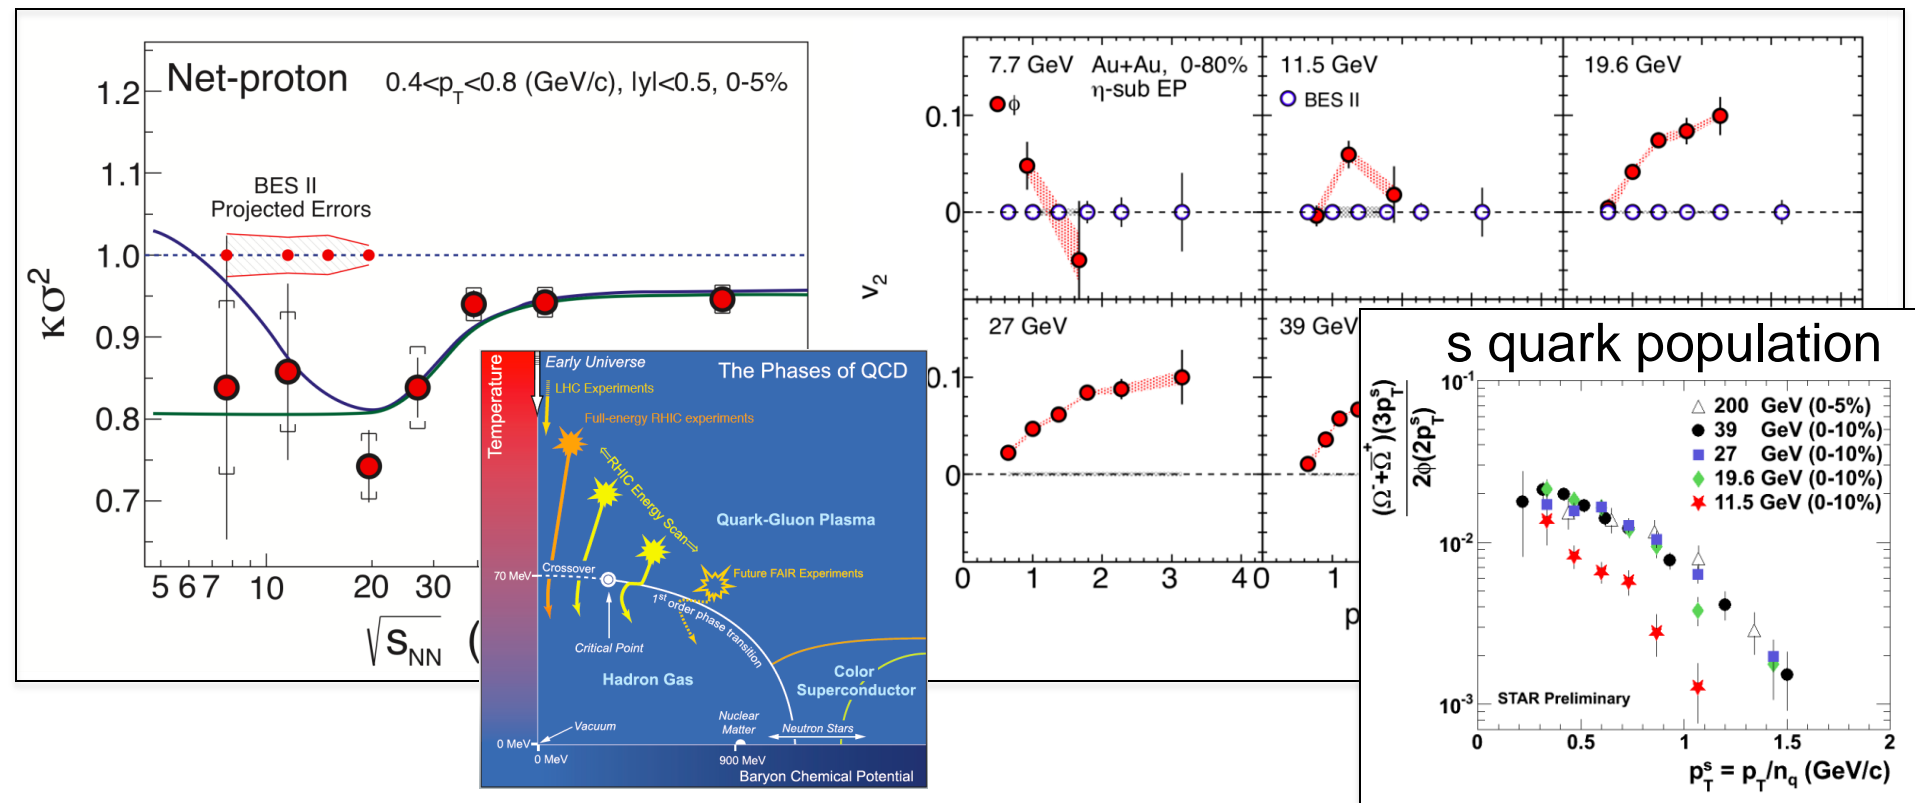 Net-proton
0.4<p_T<0.8 (GeV/c), |y|<0.5, 0-5%
BES II
Projected Errors
κσ²
1.2
1.1
1.0
0.9
0.8
0.7
5 6 7 10 20 30
√s_NN (
7.7 GeV Au+Au, 0-80%
η-sub EP
ϕ
11.5 GeV
BES II
19.6 GeV
0.1
0
v₂
27 GeV
39 GeV
0.1
0
0 1 2 3 4 0 1
p
The Phases of QCD
Temperature
Early Universe
LHC Experiments
Full-energy RHIC experiments
⇐RHIC Energy Scan⇒
Quark-Gluon Plasma
Crossover
70 MeV
Future FAIR Experiments
1st order phase transition
Critical Point
Hadron Gas
Color
Superconductor
Nuclear
Matter
Neutron Stars
Vacuum
0 MeV
0 MeV
900 MeV
Baryon Chemical Potential
s quark population
(Ω⁻+Ω̅⁺)(3p_T^s)
2ϕ(2p_T^s)
10⁻¹
10⁻²
10⁻³
200 GeV (0-5%)
39 GeV (0-10%)
27 GeV (0-10%)
19.6 GeV (0-10%)
11.5 GeV (0-10%)
STAR Preliminary
0 0.5 1 1.5 2
p_T^s = p_T/n_q (GeV/c)